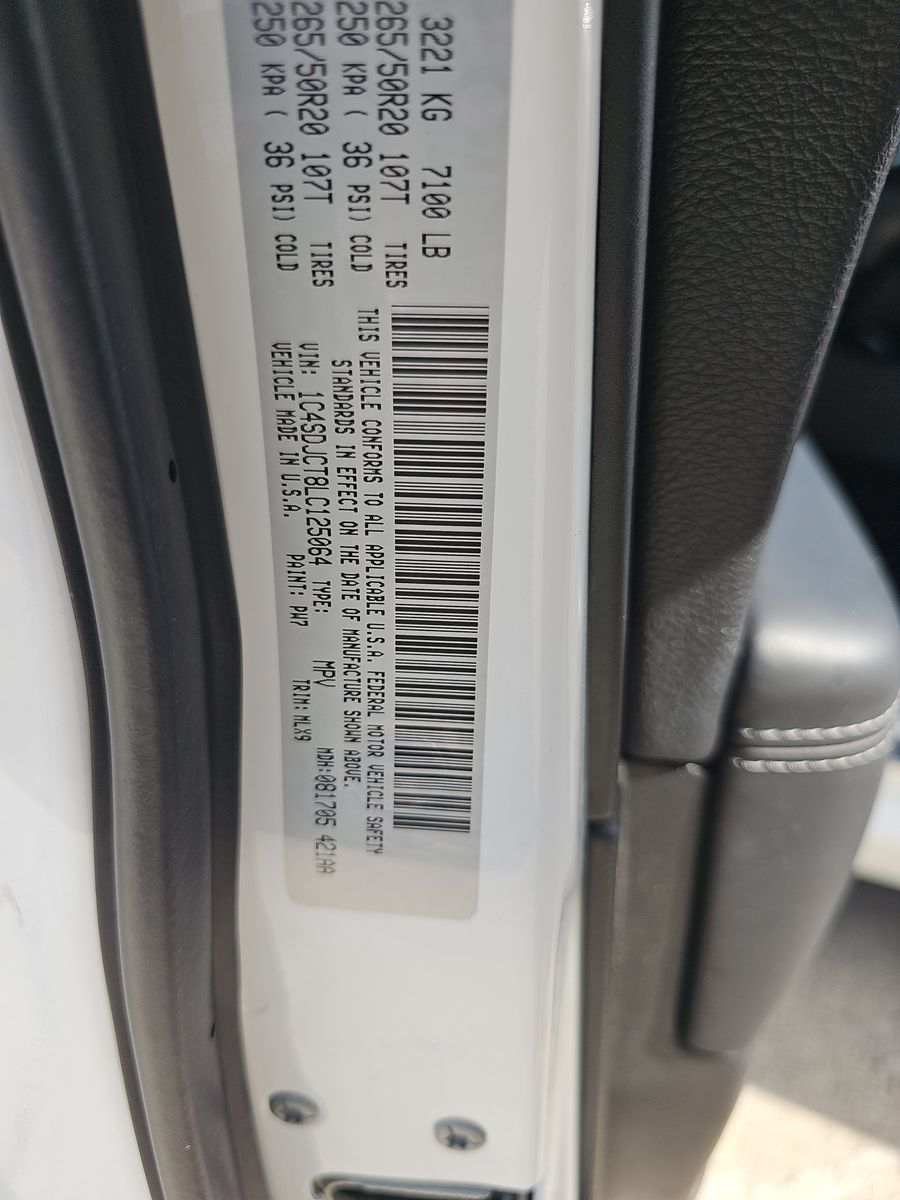 3221 KG 7100 LB
265/50R20 107T TIRES
250 KPA ( 36 PSI) COLD
265/50R20 107T TIRES
250 KPA ( 36 PSI) COLD
THIS VEHICLE CONFORMS TO ALL APPLICABLE U.S.A. FEDERAL MOTOR VEHICLE SAFETY
STANDARDS IN EFFECT ON THE DATE OF MANUFACTURE SHOWN ABOVE.
VIN: 1C4SDJCT8LC125064 TYPE: MPV MDH:081705 421AA
VEHICLE MADE IN U.S.A. PAINT: PW7 TRIM: MLX9